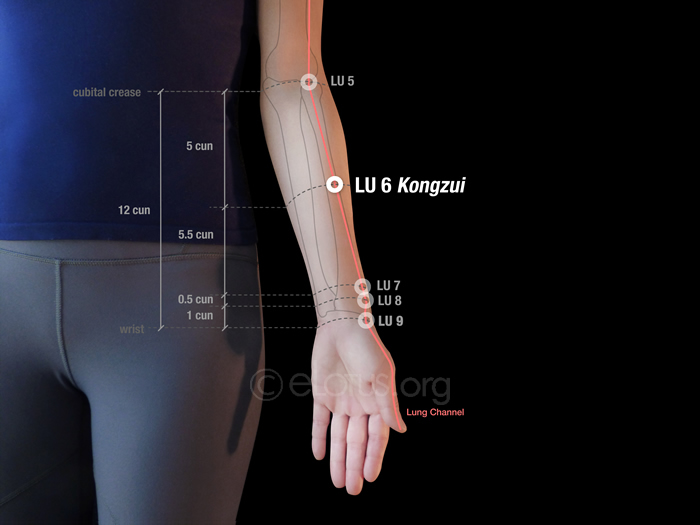 LU 5
cubital crease
5 cun
LU 6 Kongzui
12 cun
5.5 cun
LU 7
0.5 cun
LU 8
1 cun
LU 9
wrist
© eLotus.org
Lung Channel